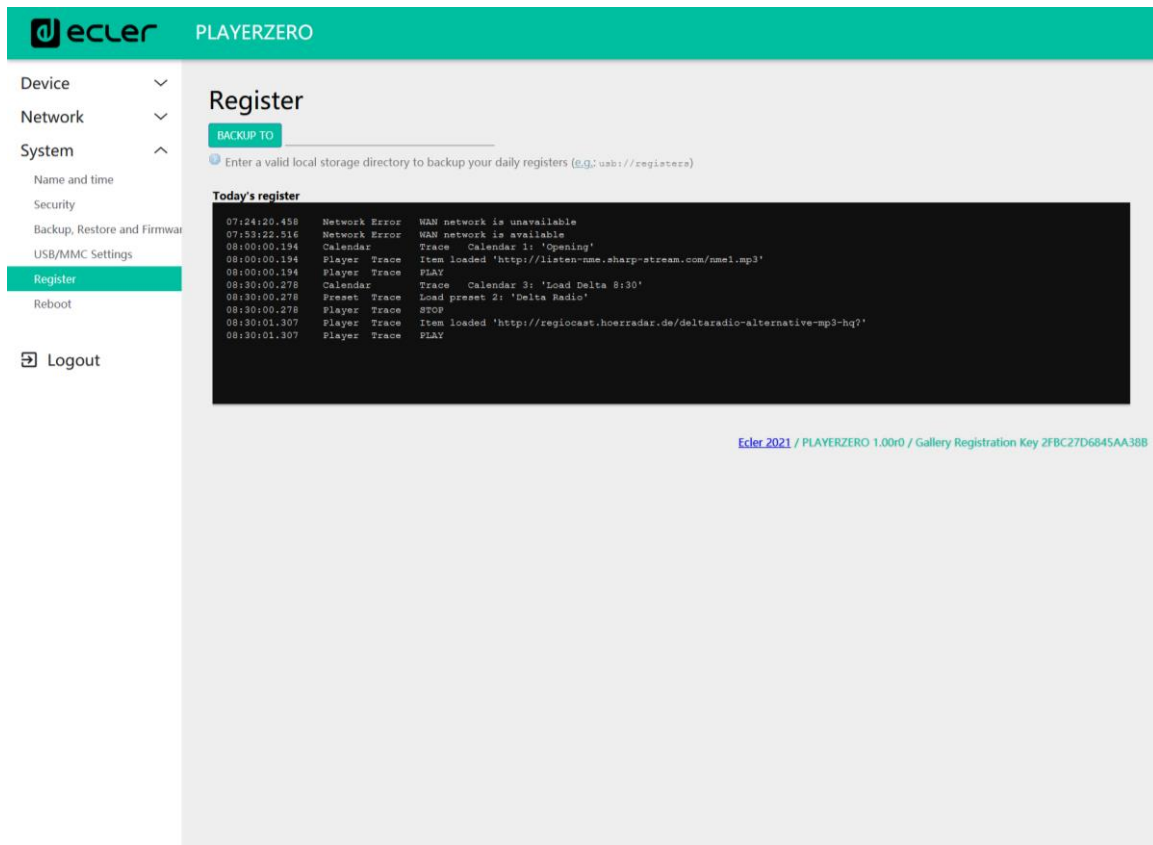 ecler PLAYERZERO
Device
Network
System
Name and time
Security
Backup, Restore and Firmwar
USB/MMC Settings
Register
Reboot
Logout
Register
BACKUP TO
Enter a valid local storage directory to backup your daily registers (e.g.: usb://registers)
Today's register
07:24:20.458 Network Error WAN network is unavailable
07:53:22.516 Network Error WAN network is available
08:00:00.194 Calendar Trace Calendar 1: 'Opening'
08:00:00.194 Player Trace Item loaded 'http://listen-nme.sharp-stream.com/nme1.mp3'
08:00:00.194 Player Trace PLAY
08:30:00.278 Calendar Trace Calendar 3: 'Load Delta 8:30'
08:30:00.278 Preset Trace Load preset 2: 'Delta Radio'
08:30:00.278 Player Trace STOP
08:30:01.307 Player Trace Item loaded 'http://regiocast.hoerradar.de/deltaradio-alternative-mp3-hq?'
08:30:01.307 Player Trace PLAY
Ecler 2021 / PLAYERZERO 1.00r0 / Gallery Registration Key 2FBC27D6845AA38B